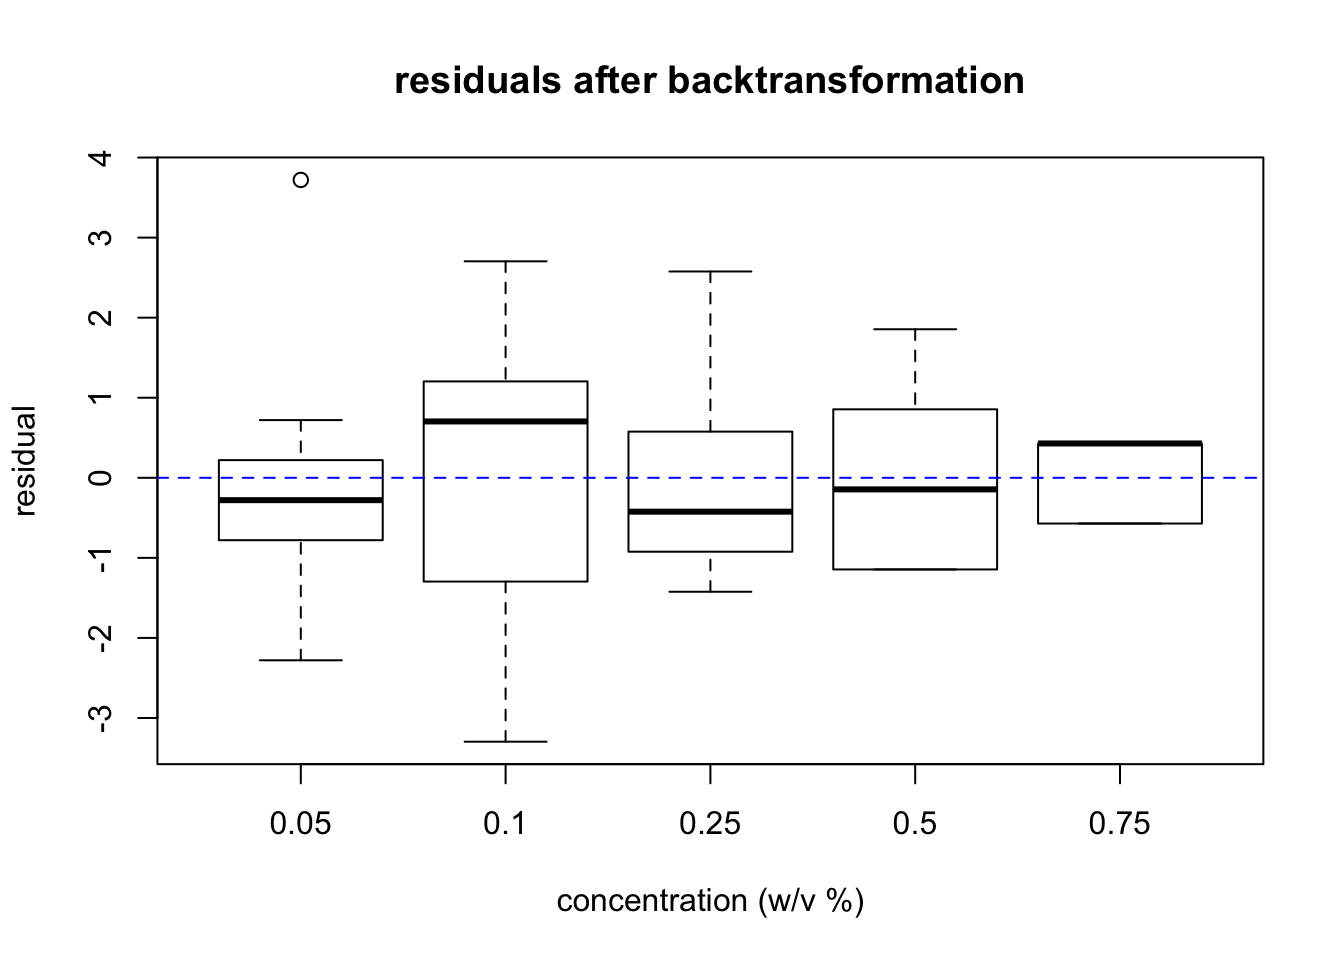 residuals after backtransformation
4
3
2
1
0
-1
-2
-3
residual
0.05 0.1 0.25 0.5 0.75
concentration (w/v %)